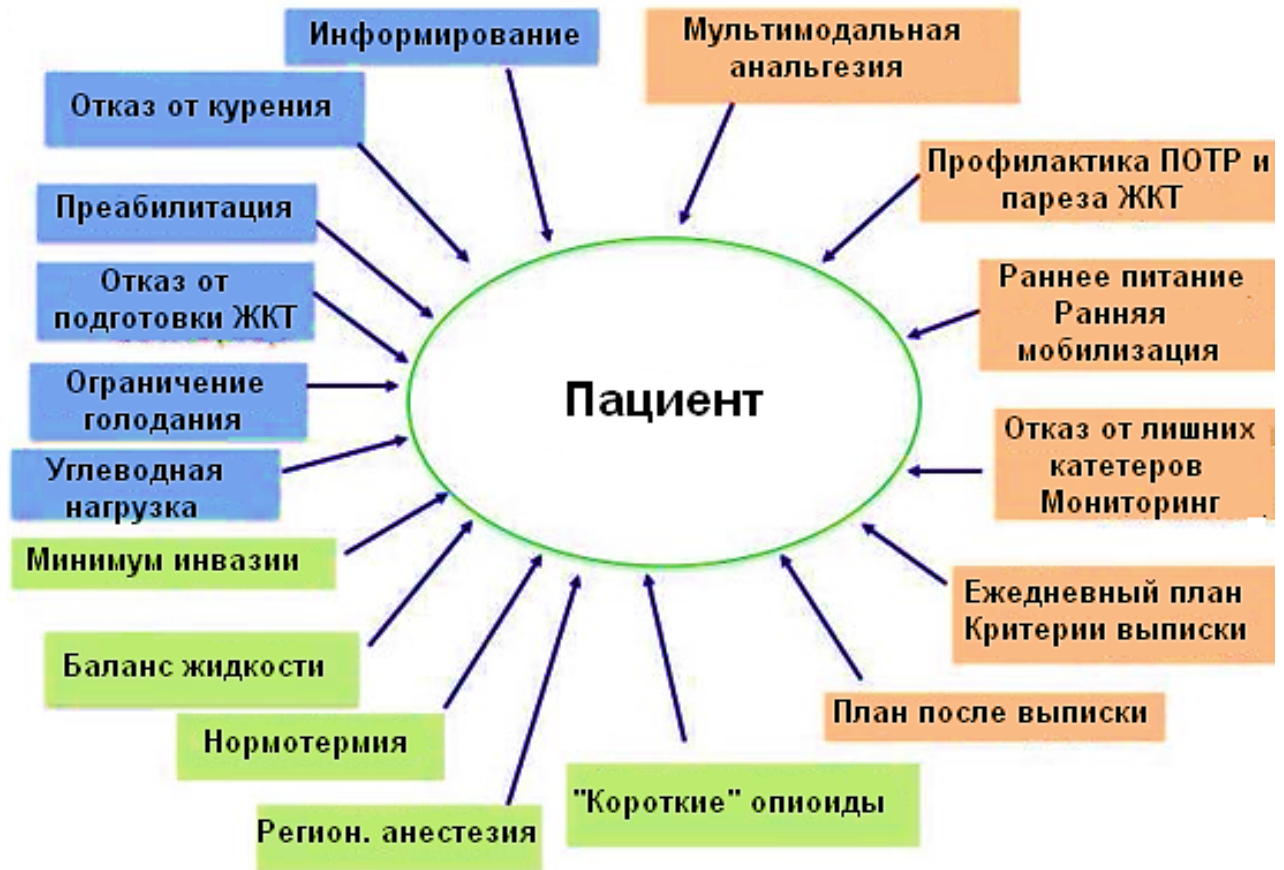 Информирование
Мультимодальная
анальгезия
Отказ от курения
Профилактика ПОТР и
пареза ЖКТ
Преабилитация
Отказ от
подготовки ЖКТ
Раннее питание
Ранняя
мобилизация
Ограничение
голодания
Пациент
Отказ от лишних
катетеров
Мониторинг
Углеводная
нагрузка
Минимум инвазии
Ежедневный план
Критерии выписки
Баланс жидкости
План после выписки
Нормотермия
"Короткие" опиоиды
Регион. анестезия